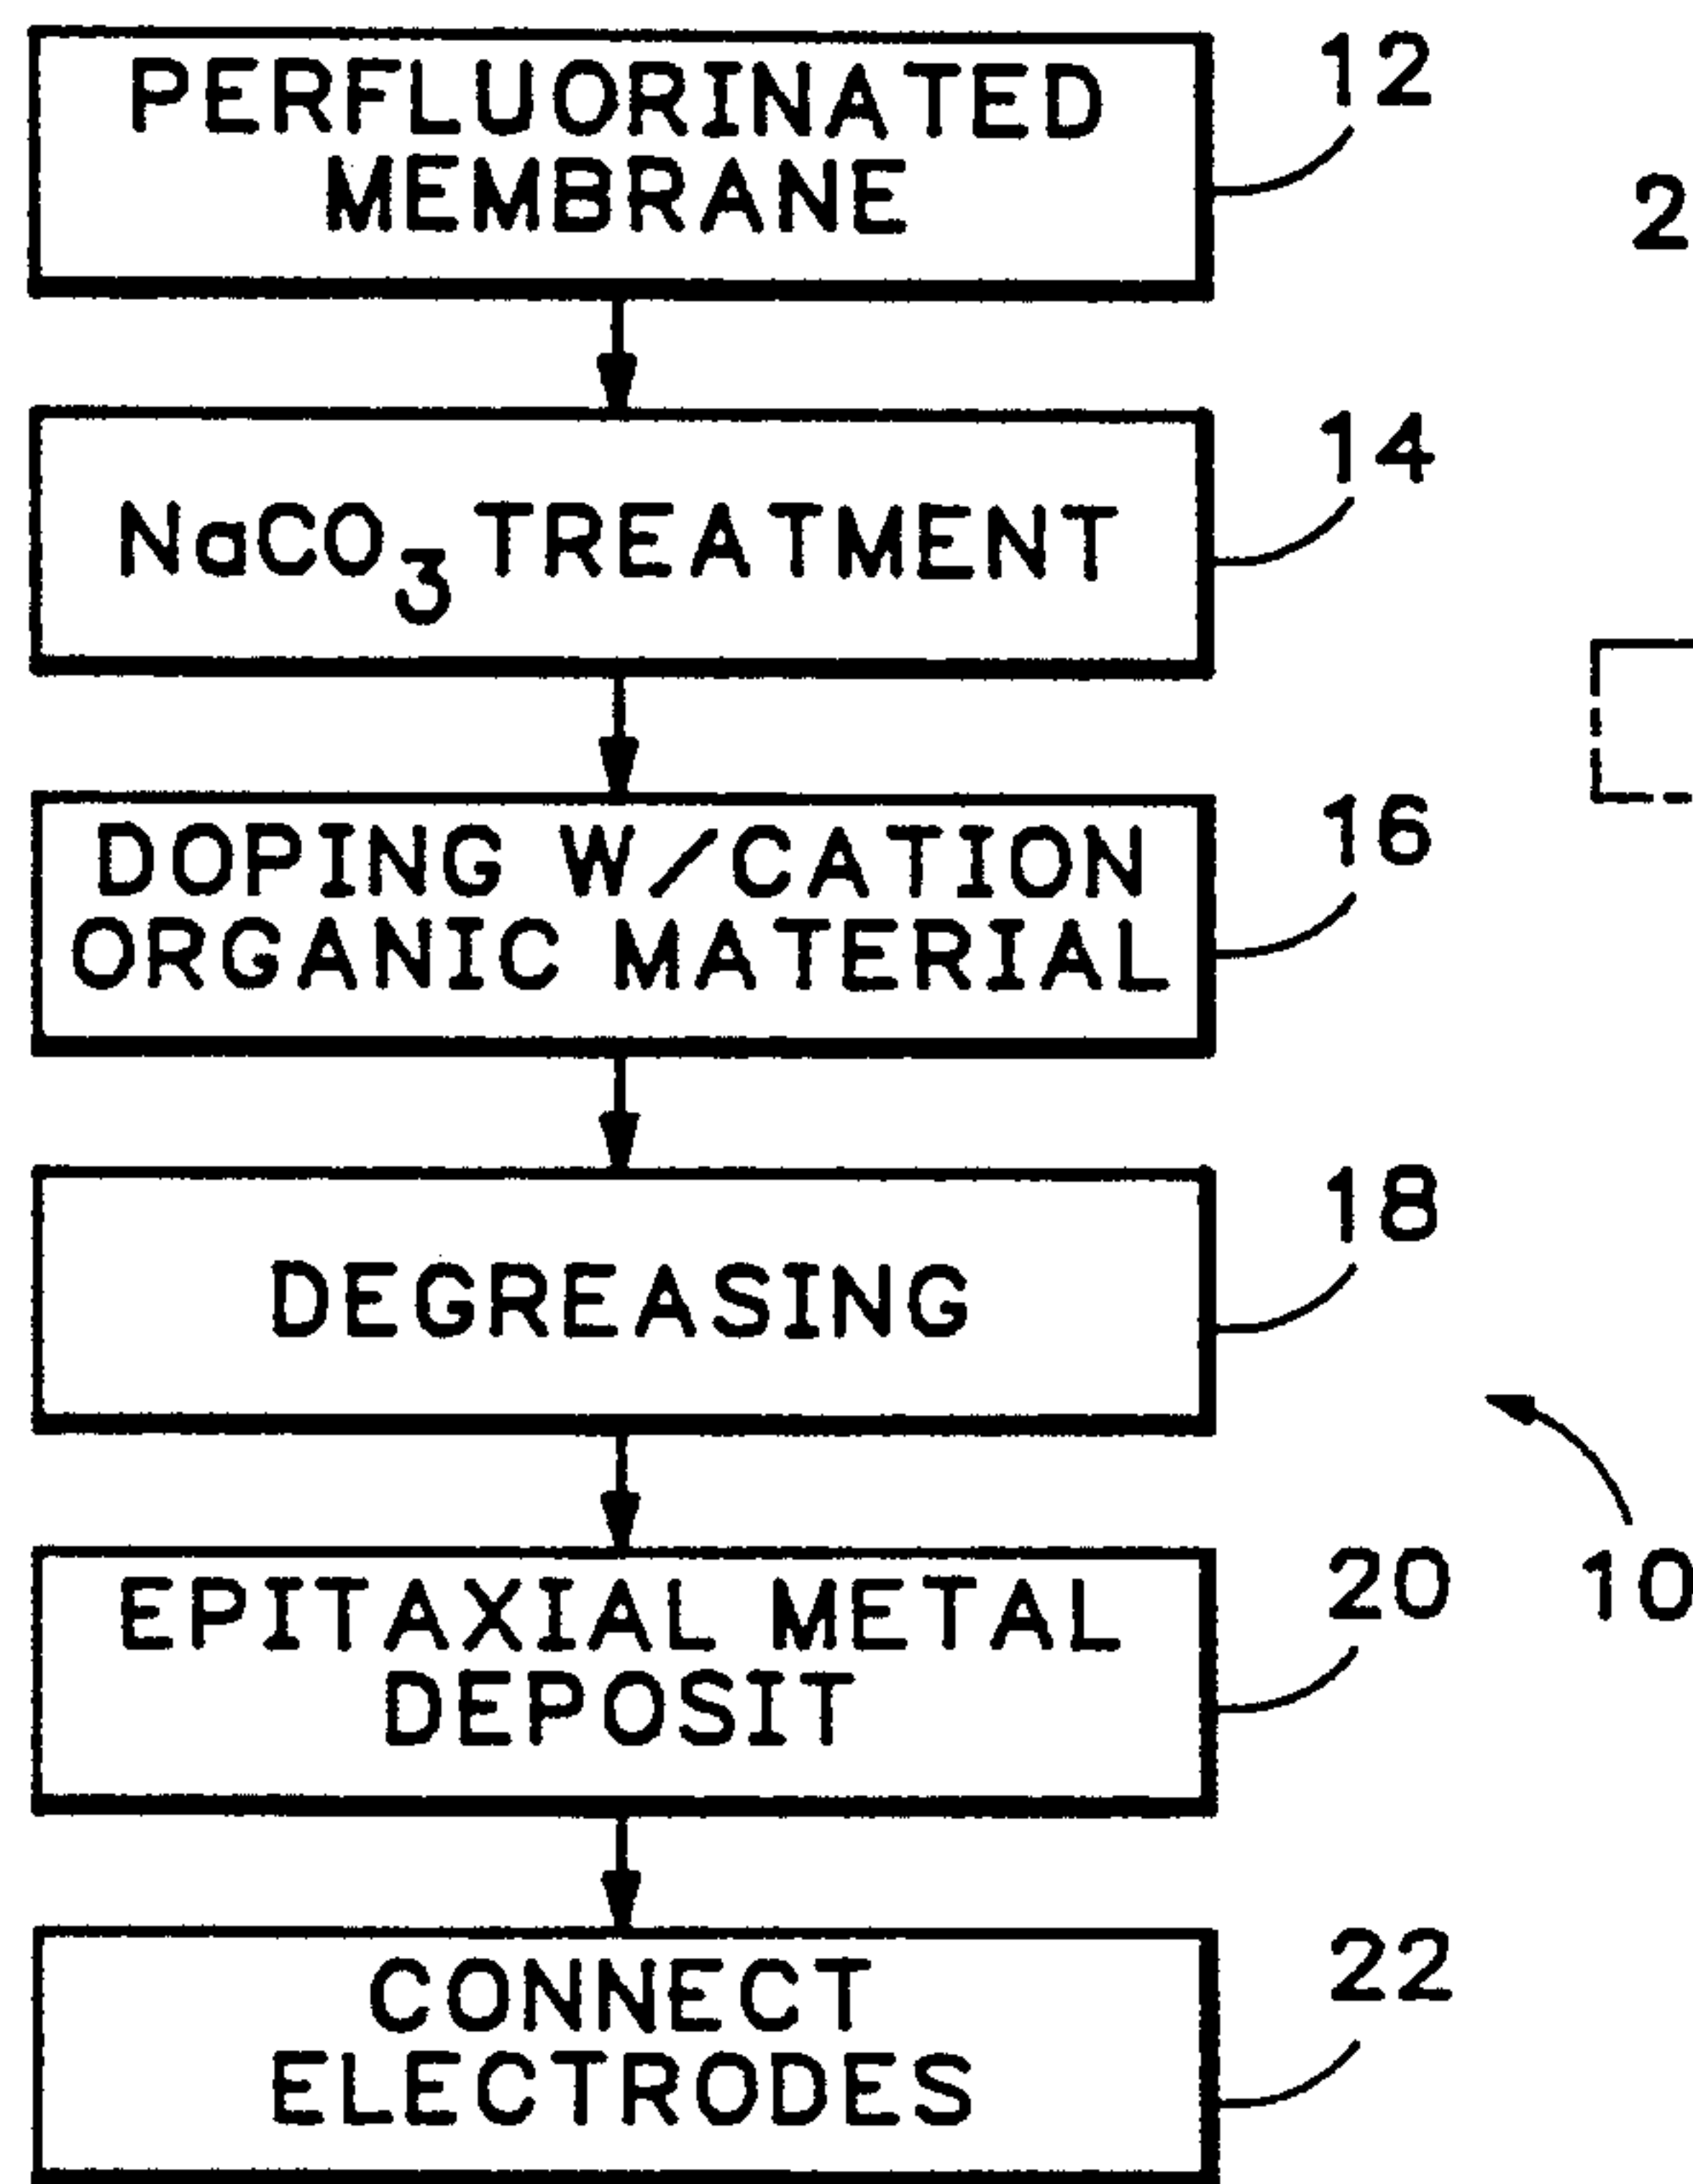 PERFLUORINATED
MEMBRANE
12
2
NaCO₃ TREATMENT
14
DOPING W/CATION
ORGANIC MATERIAL
16
DEGREASING
18
10
EPITAXIAL METAL
DEPOSIT
20
CONNECT
ELECTRODES
22